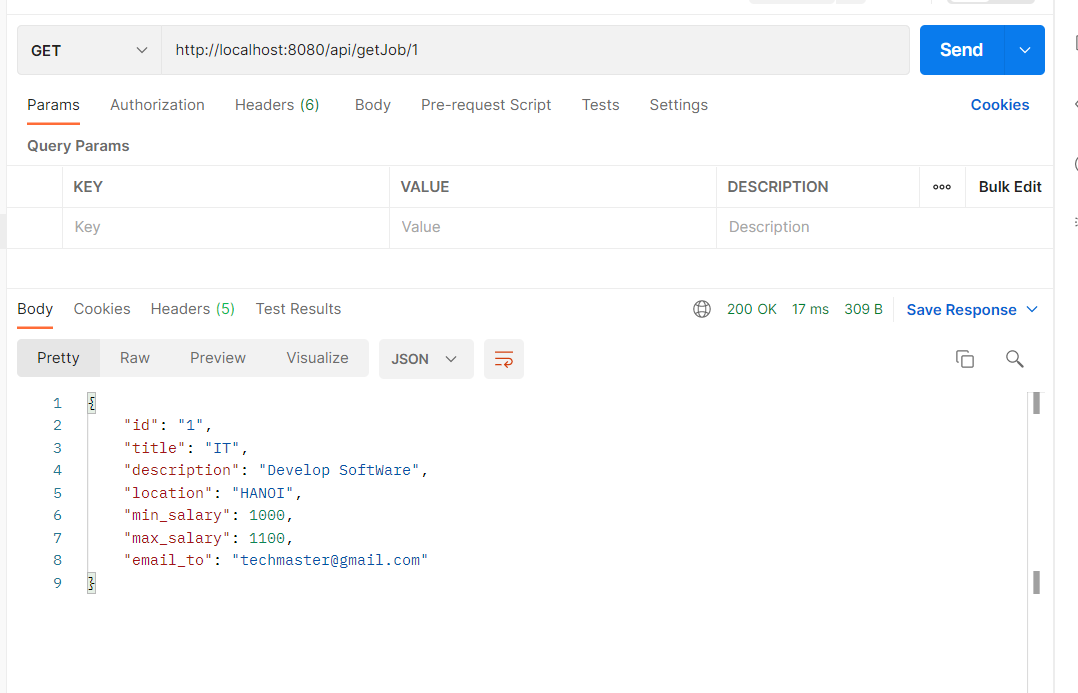 GET http://localhost:8080/api/getJob/1 Send
Params Authorization Headers (6) Body Pre-request Script Tests Settings Cookies
Query Params
KEY VALUE DESCRIPTION Bulk Edit
Key Value Description
Body Cookies Headers (5) Test Results 200 OK 17 ms 309 B Save Response
Pretty Raw Preview Visualize JSON
1 {
2 "id": "1",
3 "title": "IT",
4 "description": "Develop SoftWare",
5 "location": "HANOI",
6 "min_salary": 1000,
7 "max_salary": 1100,
8 "email_to": "techmaster@gmail.com"
9 }